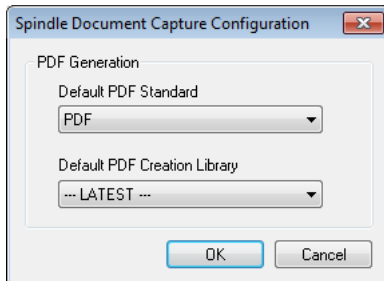 Spindle Document Capture Configuration
PDF Generation
Default PDF Standard
PDF
Default PDF Creation Library
--- LATEST ---
OK
Cancel